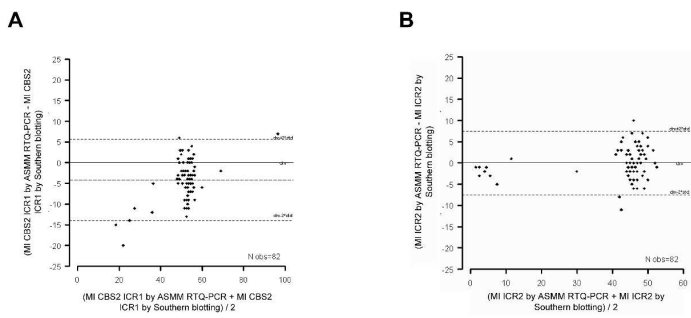 A
B
(MI CBS2 ICR1 by ASMM RTQ-PCR - MI CBS2
ICR1 by Southern blotting)
25
20
15
10
5
0
-5
-10
-15
-20
-25
N obs=82
0
20
40
60
80
100
(MI CBS2 ICR1 by ASMM RTQ-PCR + MI CBS2
ICR1 by Southern blotting) / 2
(MI ICR2 by ASMM RTQ-PCR - MI ICR2 by
Southern blotting)
25
20
15
10
5
0
-5
-10
-15
-20
-25
N obs=82
0
10
20
30
40
50
60
(MI ICR2 by ASMM RTQ-PCR + MI ICR2 by
Southern blotting) / 2